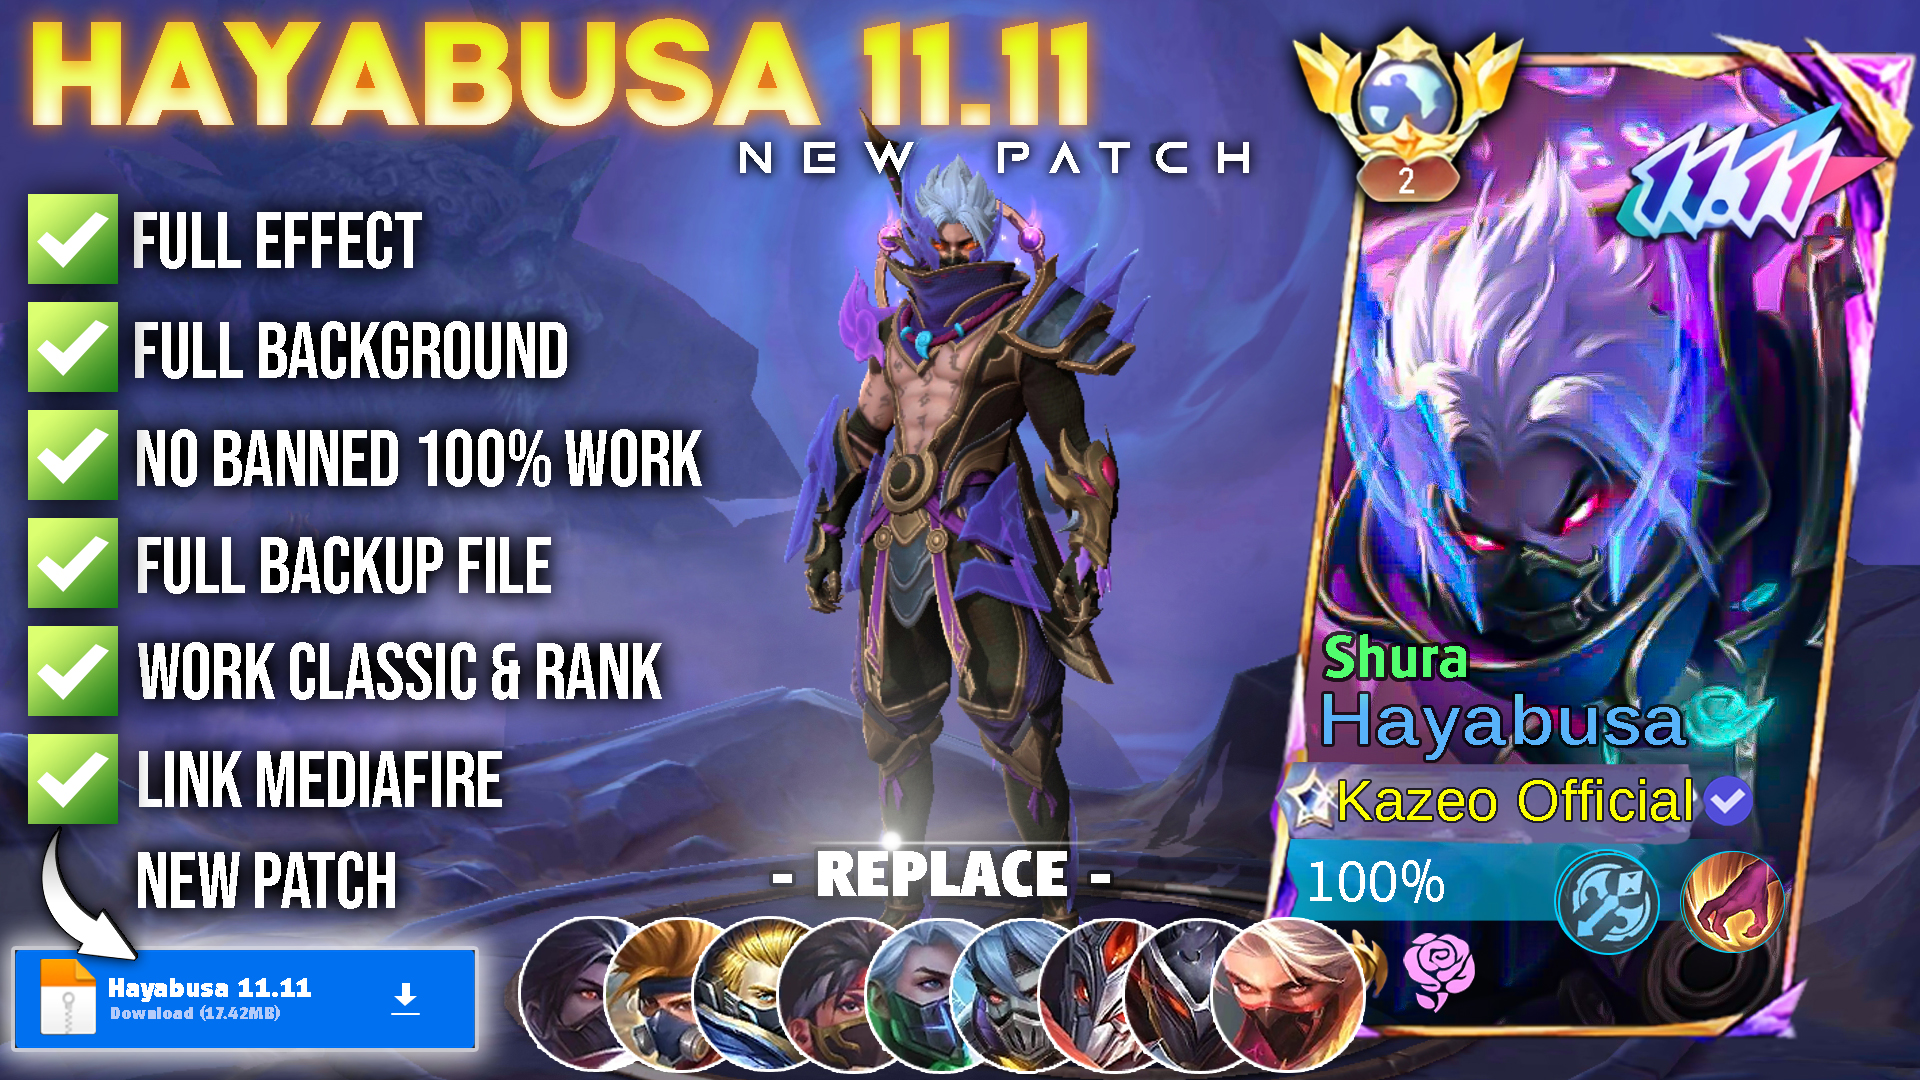 HAYABUSA 11.11
NEW PATCH
FULL EFFECT
FULL BACKGROUND
NO BANNED 100% WORK
FULL BACKUP FILE
WORK CLASSIC & RANK
LINK MEDIAFIRE
NEW PATCH
Hayabusa 11.11
Download (17.42MB)
- REPLACE -
2
11.11
Shura
Hayabusa
Kazeo Official
100%